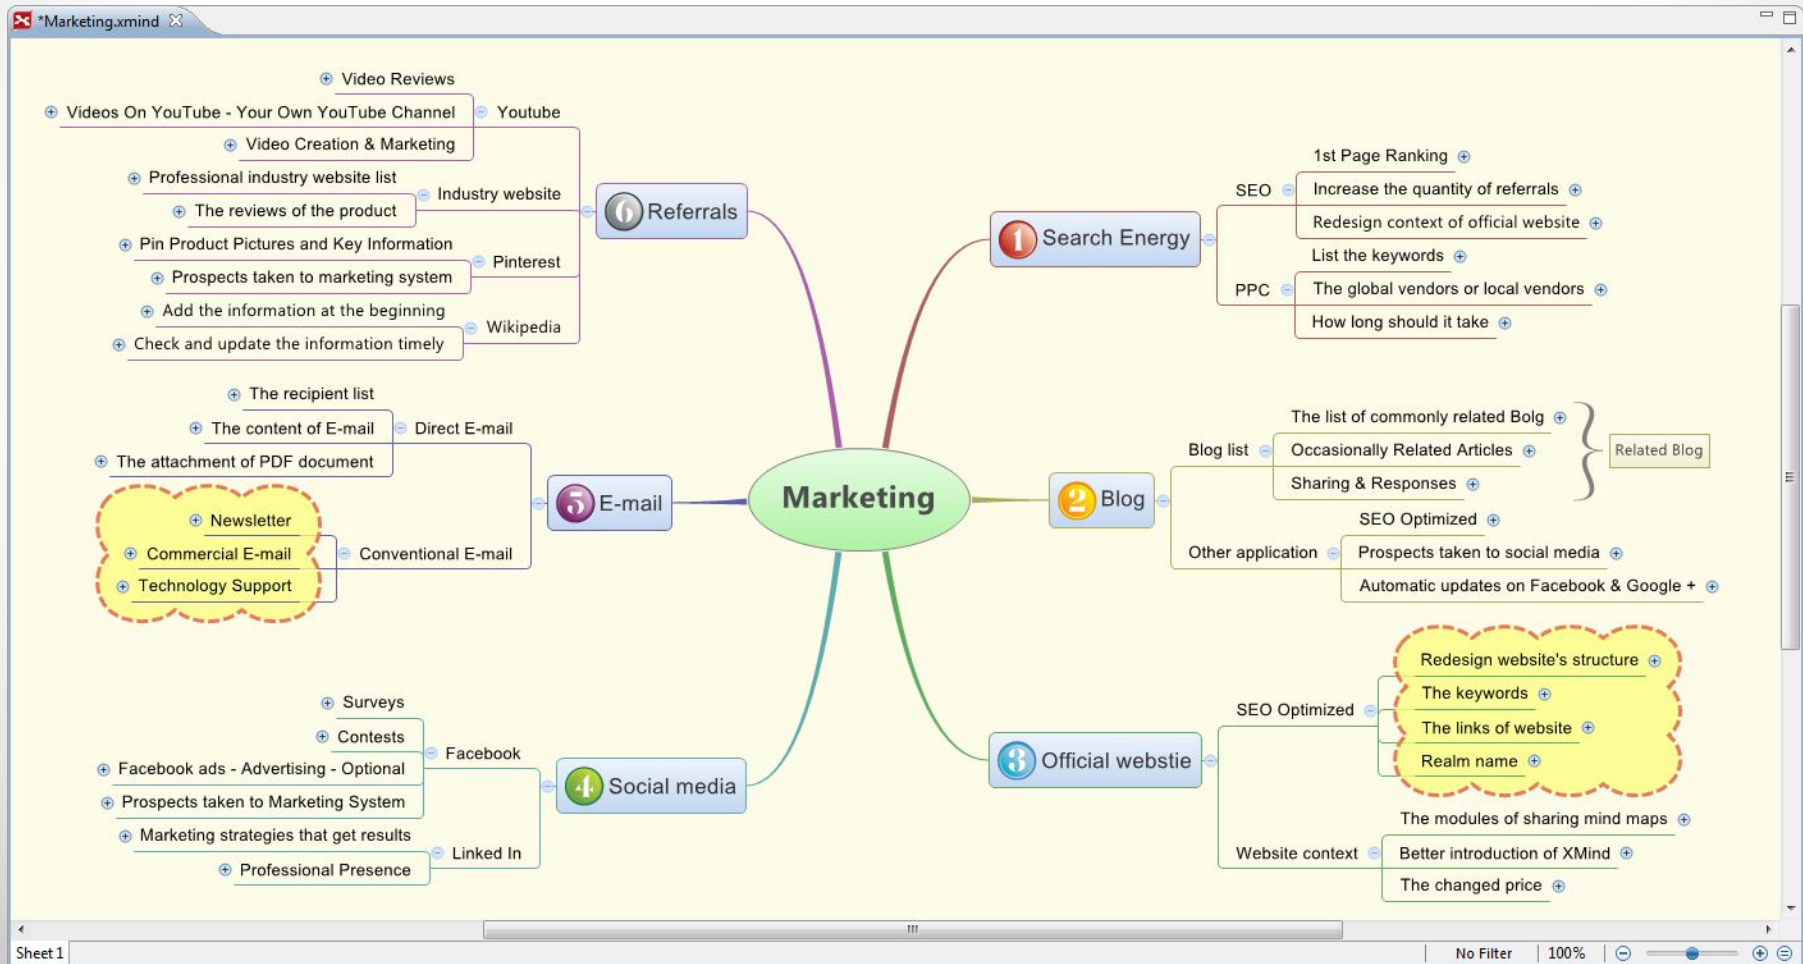 *Marketing.xmind
Video Reviews
Videos On YouTube - Your Own YouTube Channel
Video Creation & Marketing
Youtube
Professional industry website list
The reviews of the product
Industry website
Pin Product Pictures and Key Information
Prospects taken to marketing system
Pinterest
Add the information at the beginning
Check and update the information timely
Wikipedia
6 Referrals
The recipient list
The content of E-mail
The attachment of PDF document
Direct E-mail
Newsletter
Commercial E-mail
Technology Support
Conventional E-mail
5 E-mail
Surveys
Contests
Facebook ads - Advertising - Optional
Prospects taken to Marketing System
Facebook
Marketing strategies that get results
Professional Presence
Linked In
4 Social media
Marketing
1 Search Energy
SEO
1st Page Ranking
Increase the quantity of referrals
Redesign context of official website
PPC
List the keywords
The global vendors or local vendors
How long should it take
2 Blog
Blog list
The list of commonly related Bolg
Occasionally Related Articles
Sharing & Responses
Related Blog
Other application
SEO Optimized
Prospects taken to social media
Automatic updates on Facebook & Google +
3 Official webstie
SEO Optimized
Redesign website's structure
The keywords
The links of website
Realm name
Website context
The modules of sharing mind maps
Better introduction of XMind
The changed price
Sheet 1
No Filter
100%